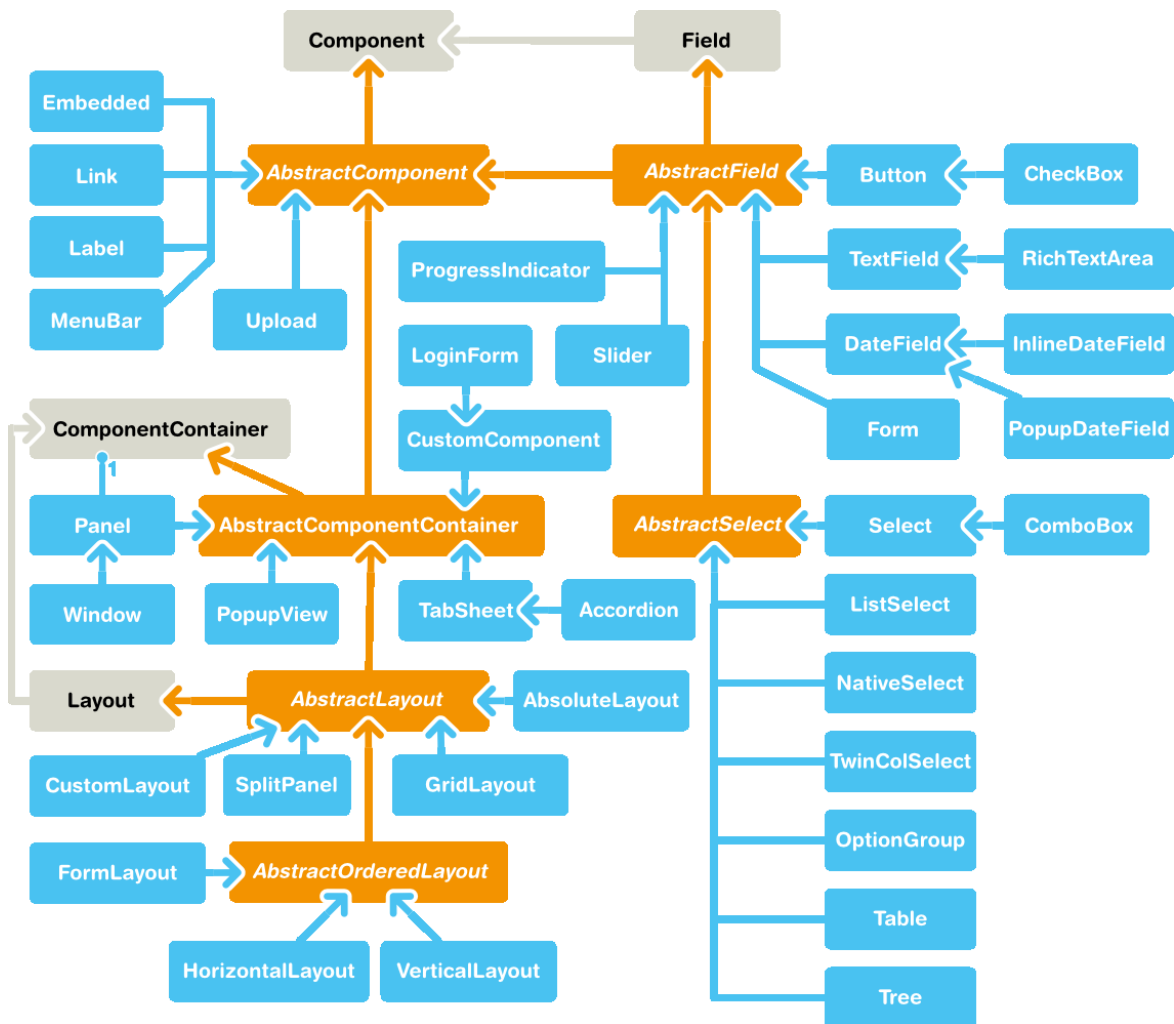 Component
Field
Embedded
Link
Label
MenuBar
AbstractComponent
Upload
AbstractField
Button
CheckBox
ProgressIndicator
TextField
RichTextArea
LoginForm
Slider
DateField
InlineDateField
ComponentContainer
CustomComponent
Form
PopupDateField
1
Panel
AbstractComponentContainer
AbstractSelect
Select
ComboBox
Window
PopupView
TabSheet
Accordion
ListSelect
Layout
AbstractLayout
AbsoluteLayout
NativeSelect
CustomLayout
SplitPanel
GridLayout
TwinColSelect
FormLayout
AbstractOrderedLayout
OptionGroup
Table
HorizontalLayout
VerticalLayout
Tree